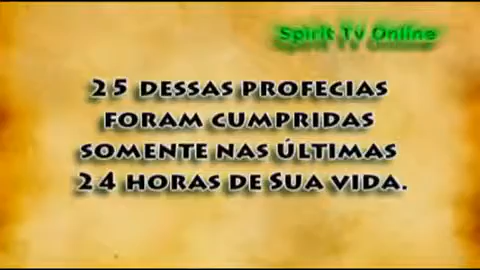 Spirit Tv Online
25 DESSAS PROFECIAS
FORAM CUMPRIDAS
SOMENTE NAS ÚLTIMAS
24 HORAS DE SUA VIDA.